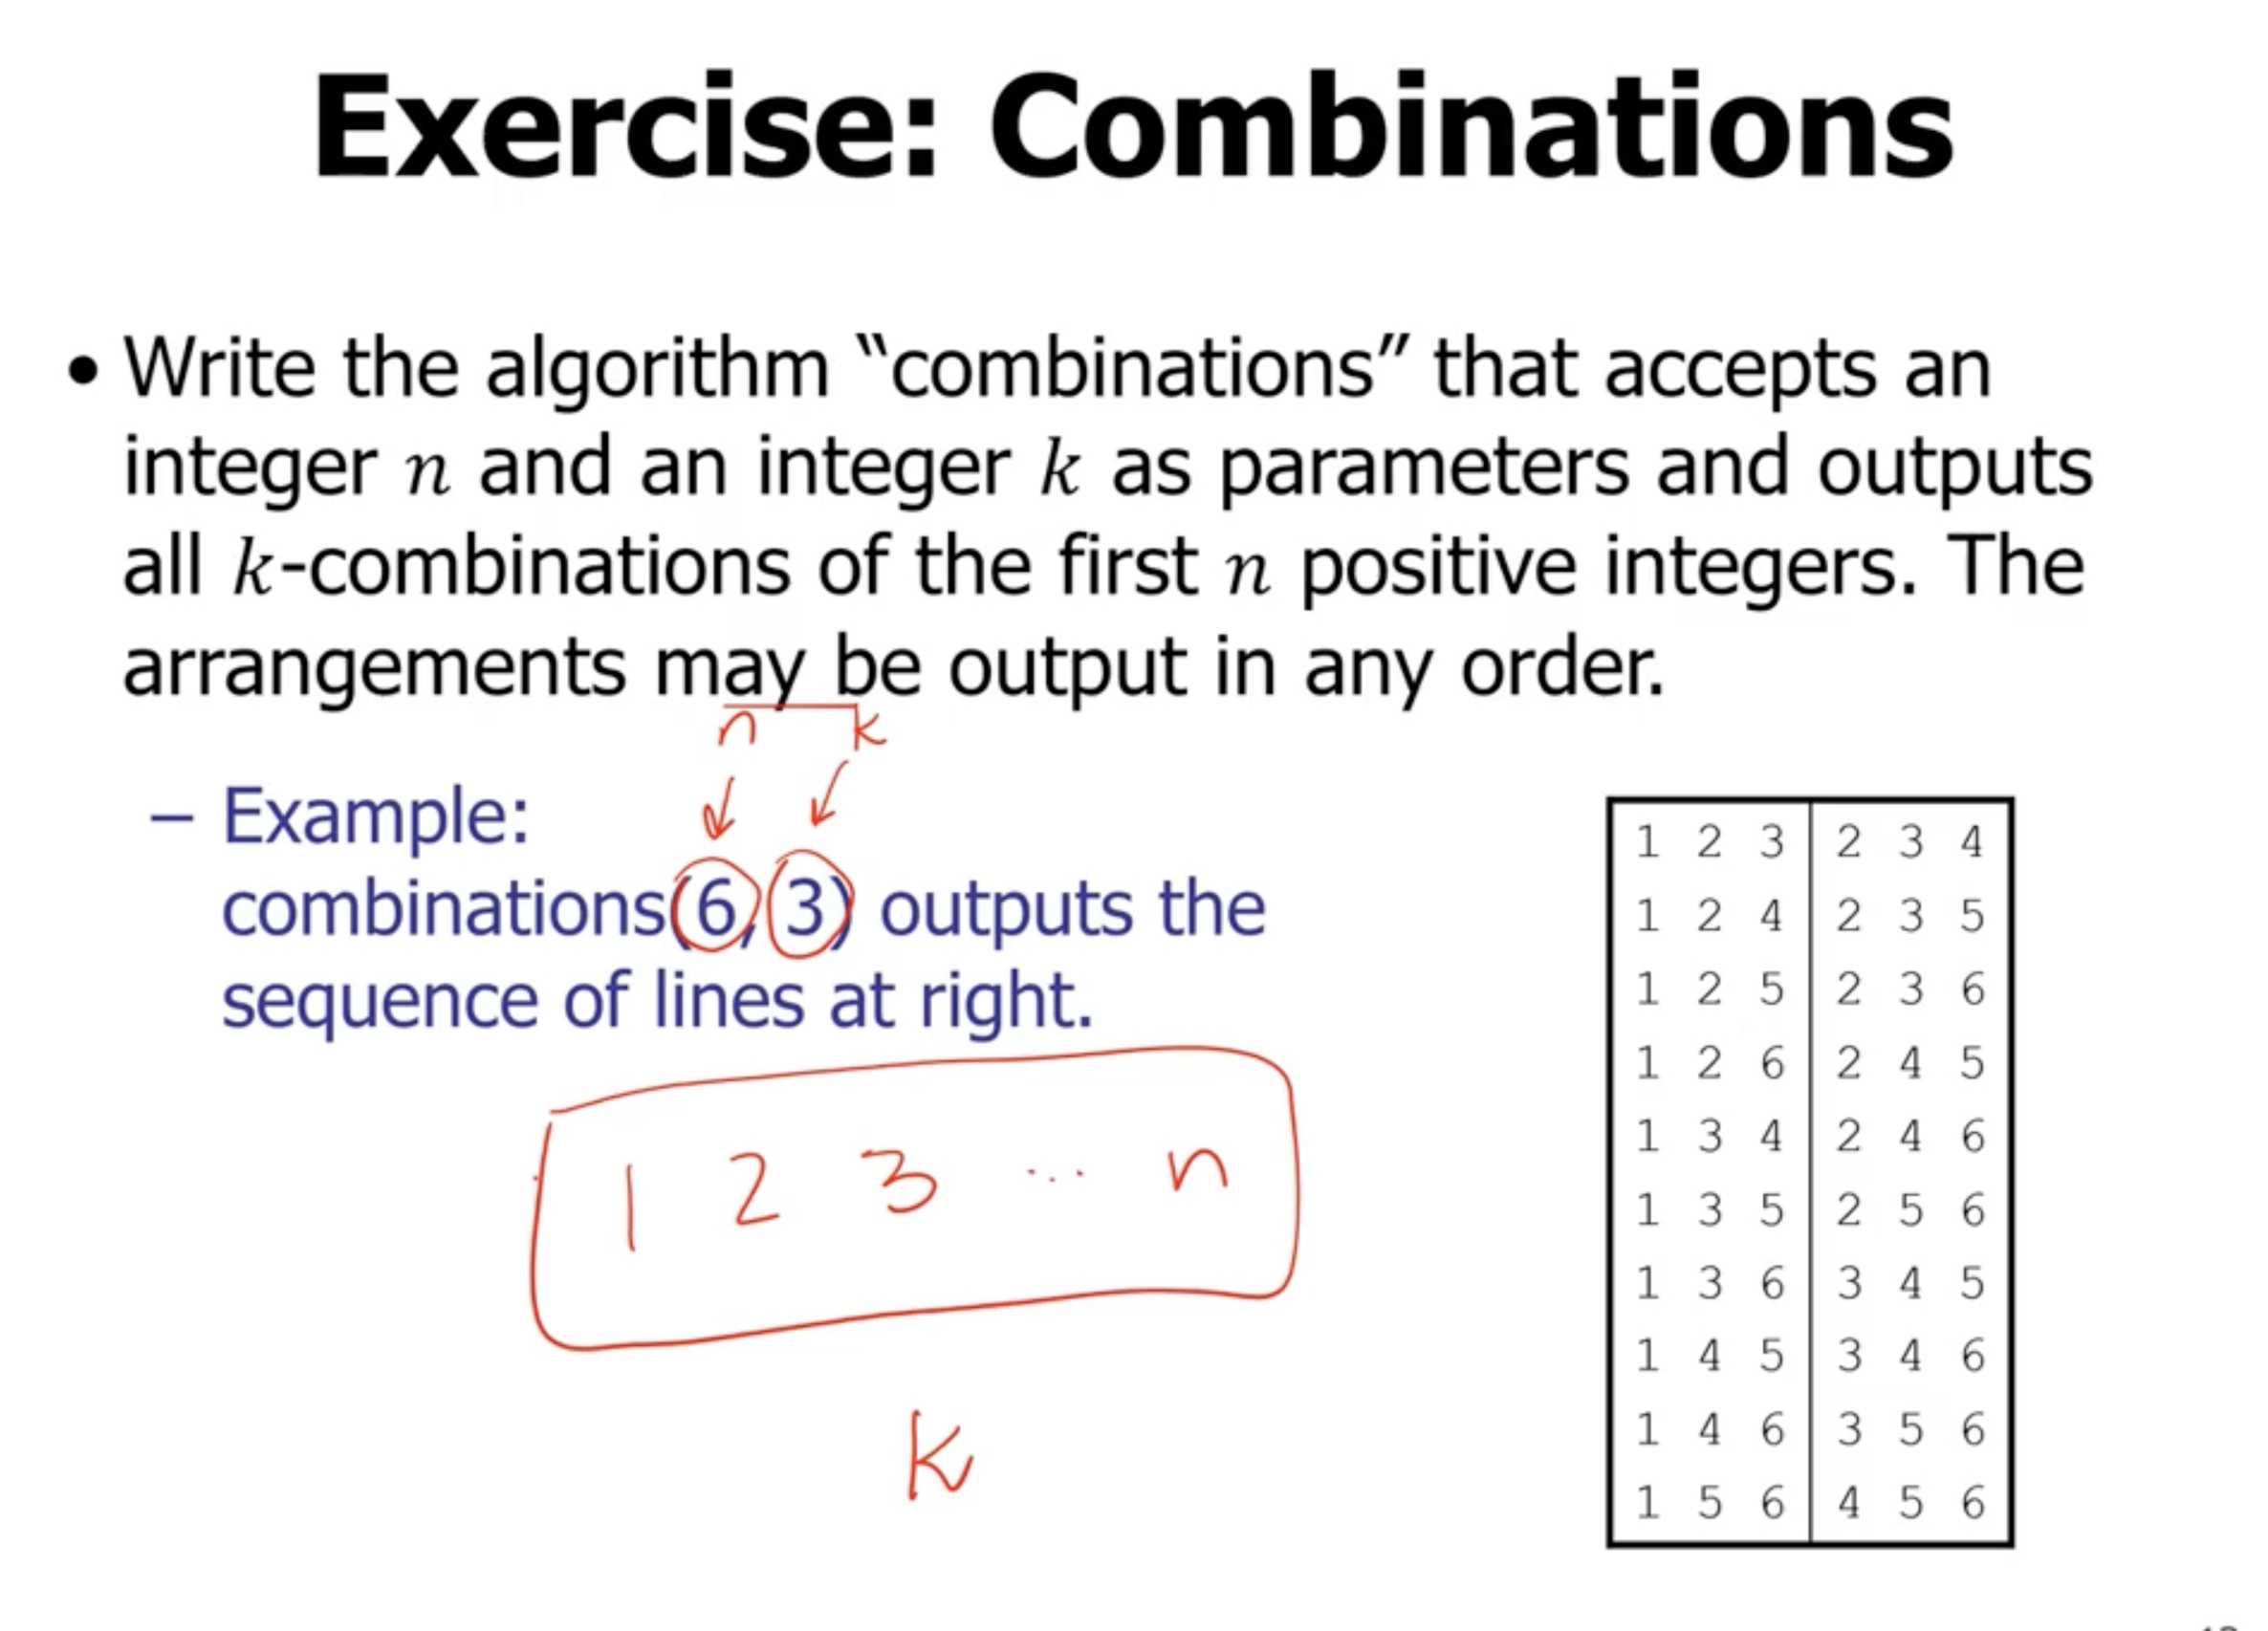 Exercise: Combinations
• Write the algorithm “combinations” that accepts an
integer n and an integer k as parameters and outputs
all k-combinations of the first n positive integers. The
arrangements may be output in any order.
n k
– Example:
combinations(6, 3) outputs the
sequence of lines at right.
1 2 3 ... n
k
1 2 3 2 3 4
1 2 4 2 3 5
1 2 5 2 3 6
1 2 6 2 4 5
1 3 4 2 4 6
1 3 5 2 5 6
1 3 6 3 4 5
1 4 5 3 4 6
1 4 6 3 5 6
1 5 6 4 5 6